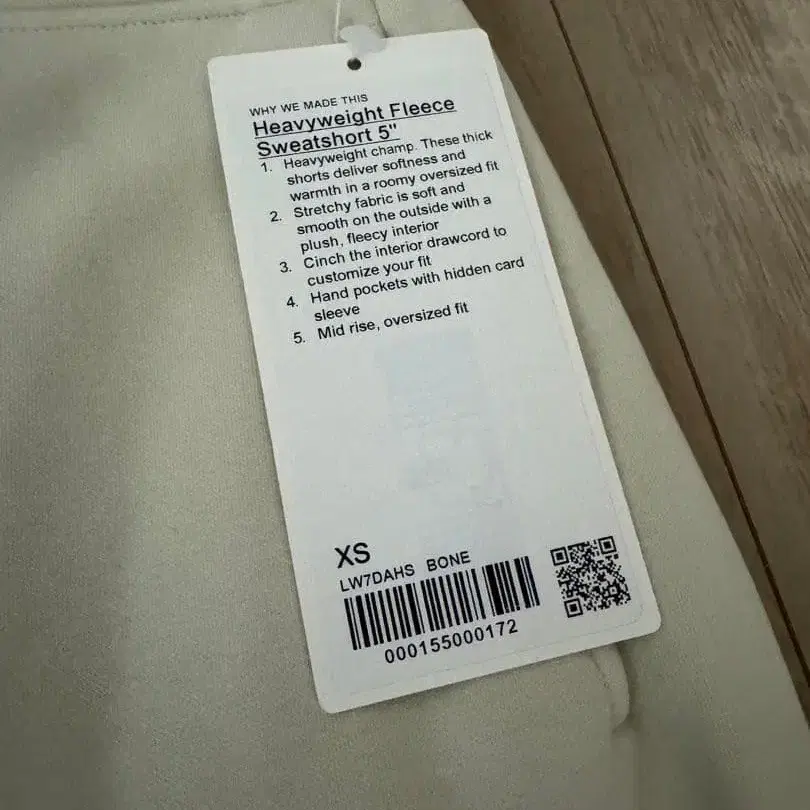 WHY WE MADE THIS
Heavyweight Fleece
Sweatshort 5"
1. Heavyweight champ. These thick
shorts deliver softness and
warmth in a roomy oversized fit
2. Stretchy fabric is soft and
smooth on the outside with a
plush, fleecy interior
3. Cinch the interior drawcord to
customize your fit
4. Hand pockets with hidden card
sleeve
5. Mid rise, oversized fit
XS
LW7DAHS BONE
000155000172